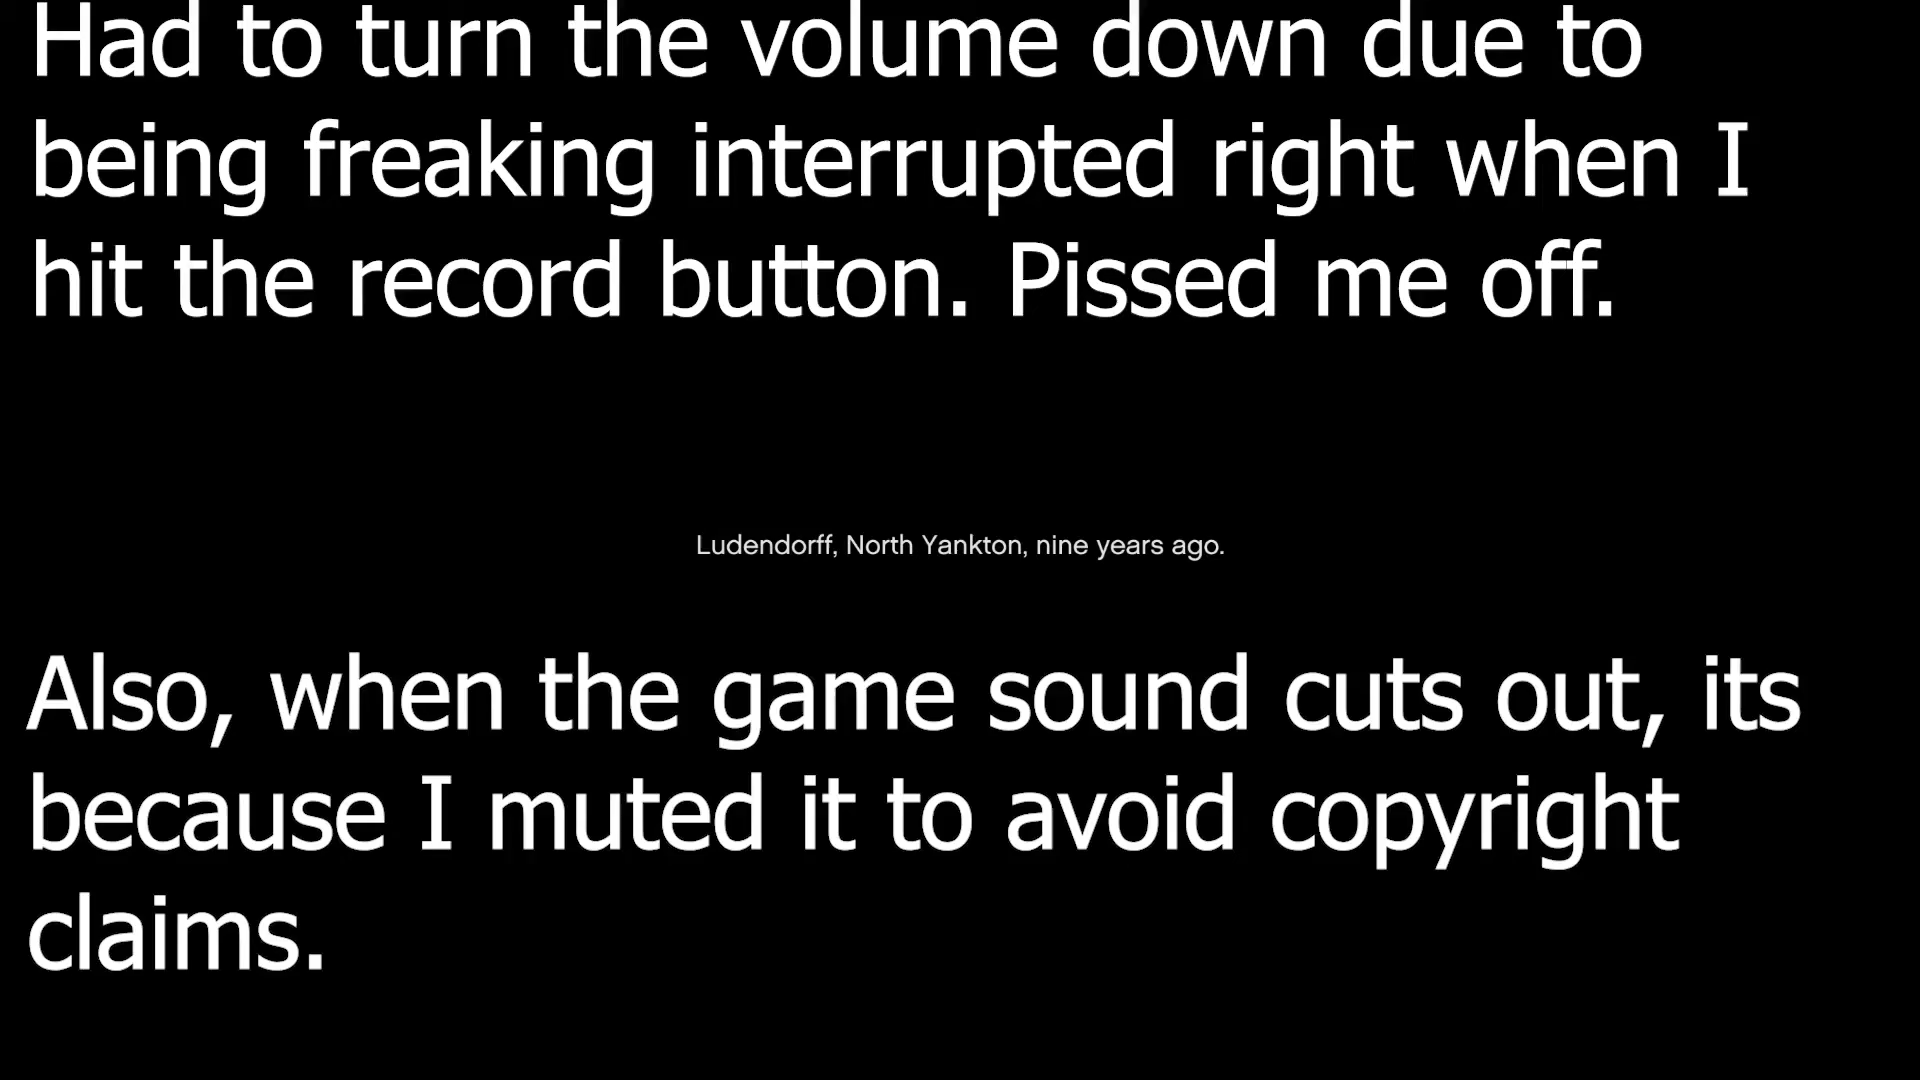 Had to turn the volume down due to
being freaking interrupted right when I
hit the record button. Pissed me off.
Ludendorff, North Yankton, nine years ago.
Also, when the game sound cuts out, its
because I muted it to avoid copyright
claims.